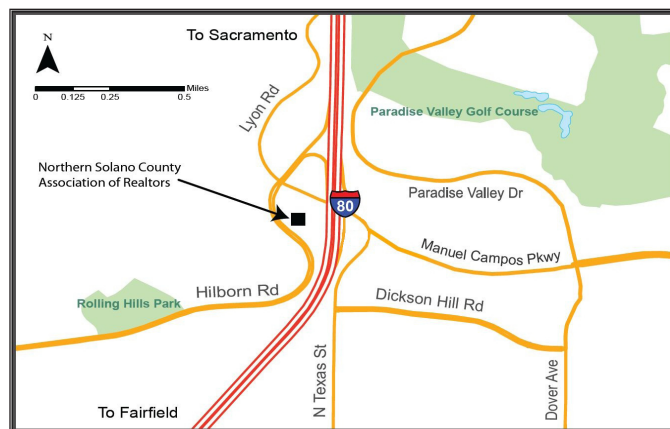 To Sacramento
N
Miles
0 0.125 0.25 0.5
Lyon Rd
Paradise Valley Golf Course
Northern Solano County
Association of Realtors
Paradise Valley Dr
80
Manuel Campos Pkwy
Hilborn Rd
Rolling Hills Park
Dickson Hill Rd
N Texas St
Dover Ave
To Fairfield